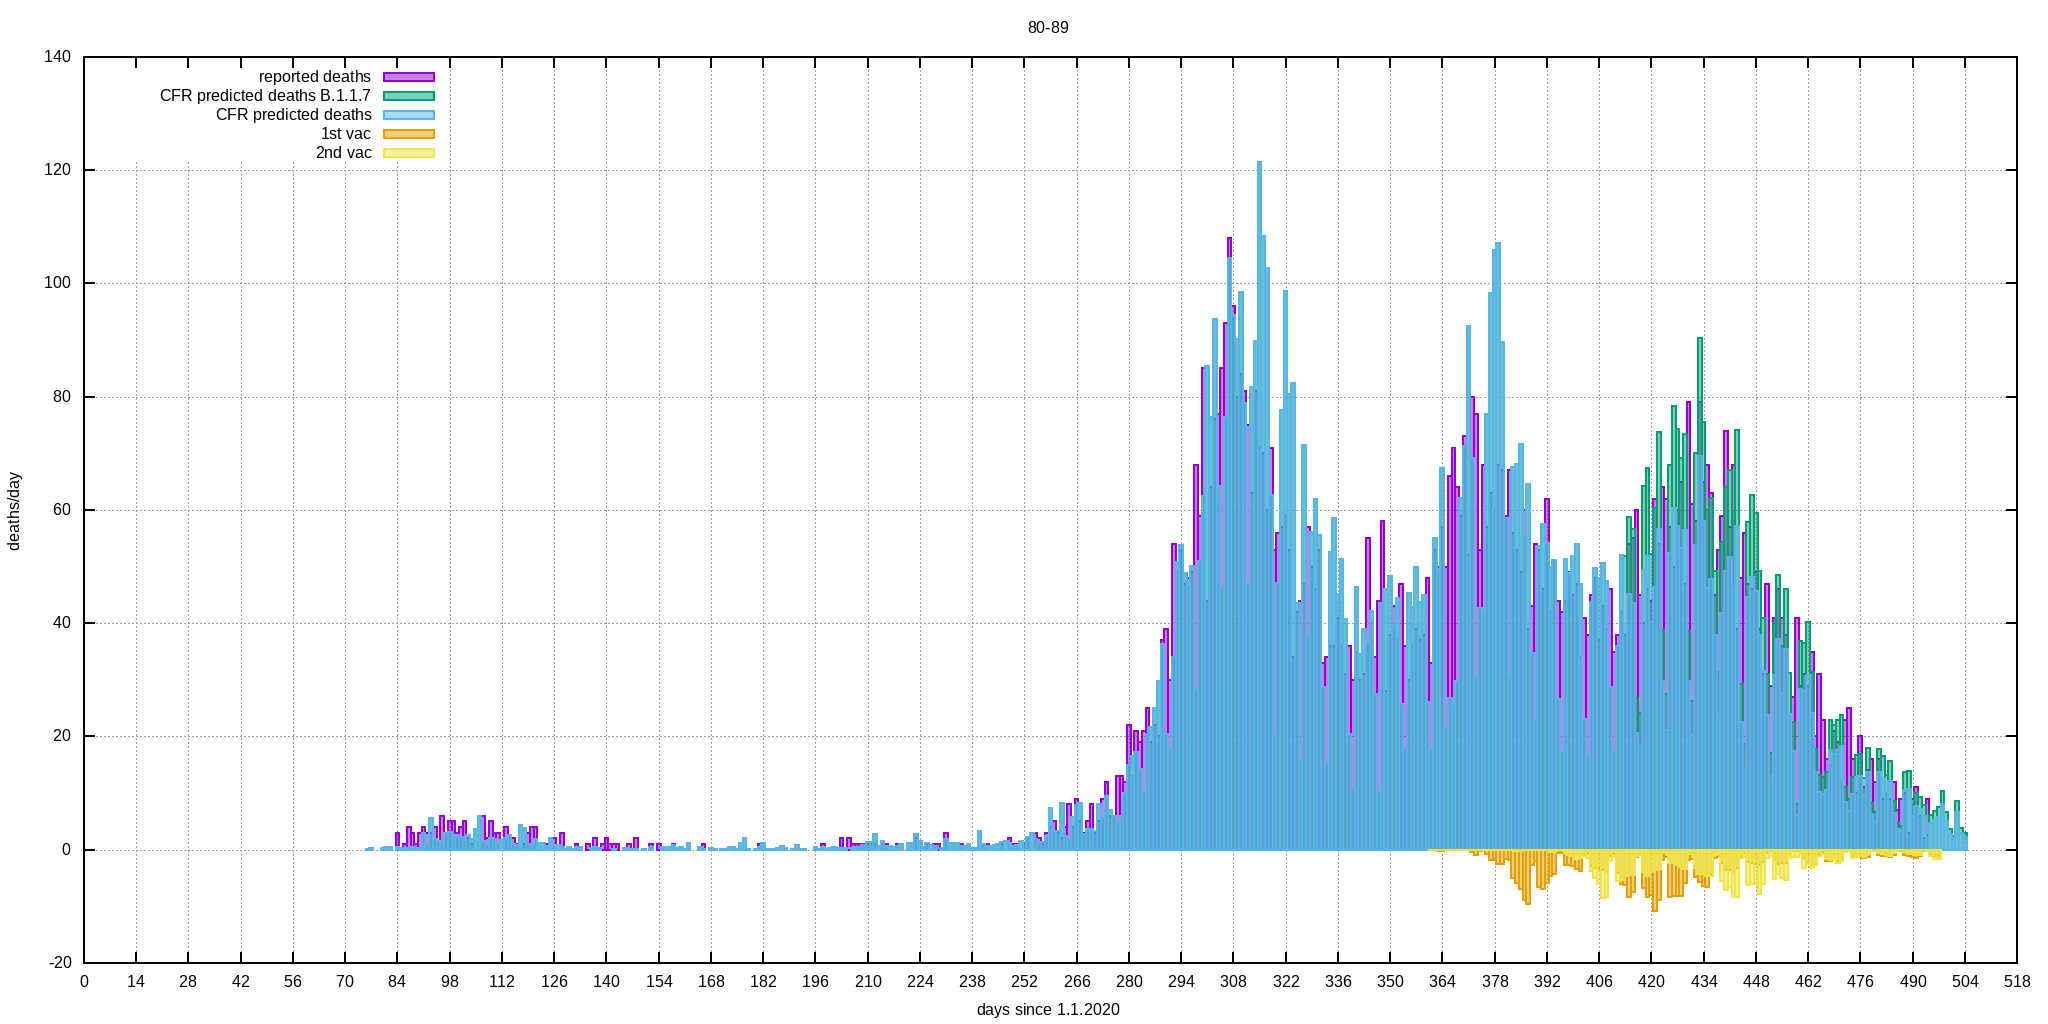 80-89
140
120
100
80
60
40
20
0
-20
deaths/day
reported deaths
CFR predicted deaths B.1.1.7
CFR predicted deaths
1st vac
2nd vac
0 14 28 42 56 70 84 98 112 126 140 154 168 182 196 210 224 238 252 266 280 294 308 322 336 350 364 378 392 406 420 434 448 462 476 490 504 518
days since 1.1.2020